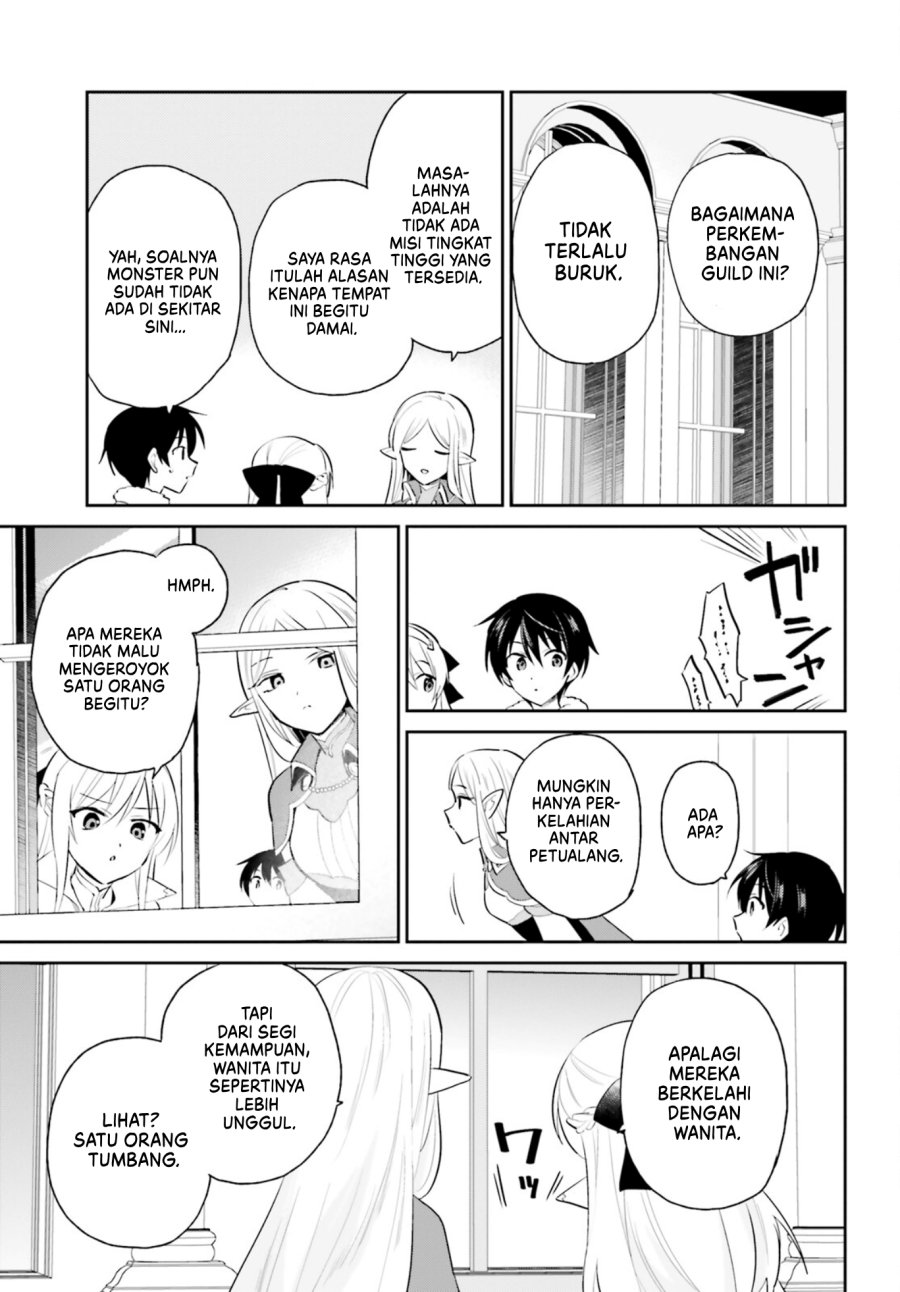 BAGAIMANA
PERKEM-
BANGAN
GUILD INI?
TIDAK
TERLALU
BURUK.
MASA-
LAHNYA
ADALAH
TIDAK ADA
MISI TINGKAT
TINGGI YANG
TERSEDIA.
SAYA RASA
ITULAH ALASAN
KENAPA TEMPAT
INI BEGITU
DAMAI.
YAH, SOALNYA
MONSTER PUN
SUDAH TIDAK
ADA DI SEKITAR
SINI...
ガシャン
ADA
APA?
MUNGKIN
HANYA PER-
KELAHIAN
ANTAR
PETUALANG.
HMPH.
APA MEREKA
TIDAK MALU
MENGEROYOK
SATU ORANG
BEGITU?
APALAGI
MEREKA
BERKELAHI
DENGAN
WANITA.
クワッ
TAPI
DARI SEGI
KEMAMPUAN,
WANITA ITU
SEPERTINYA
LEBIH
UNGGUL.
LIHAT?
SATU ORANG
TUMBANG.